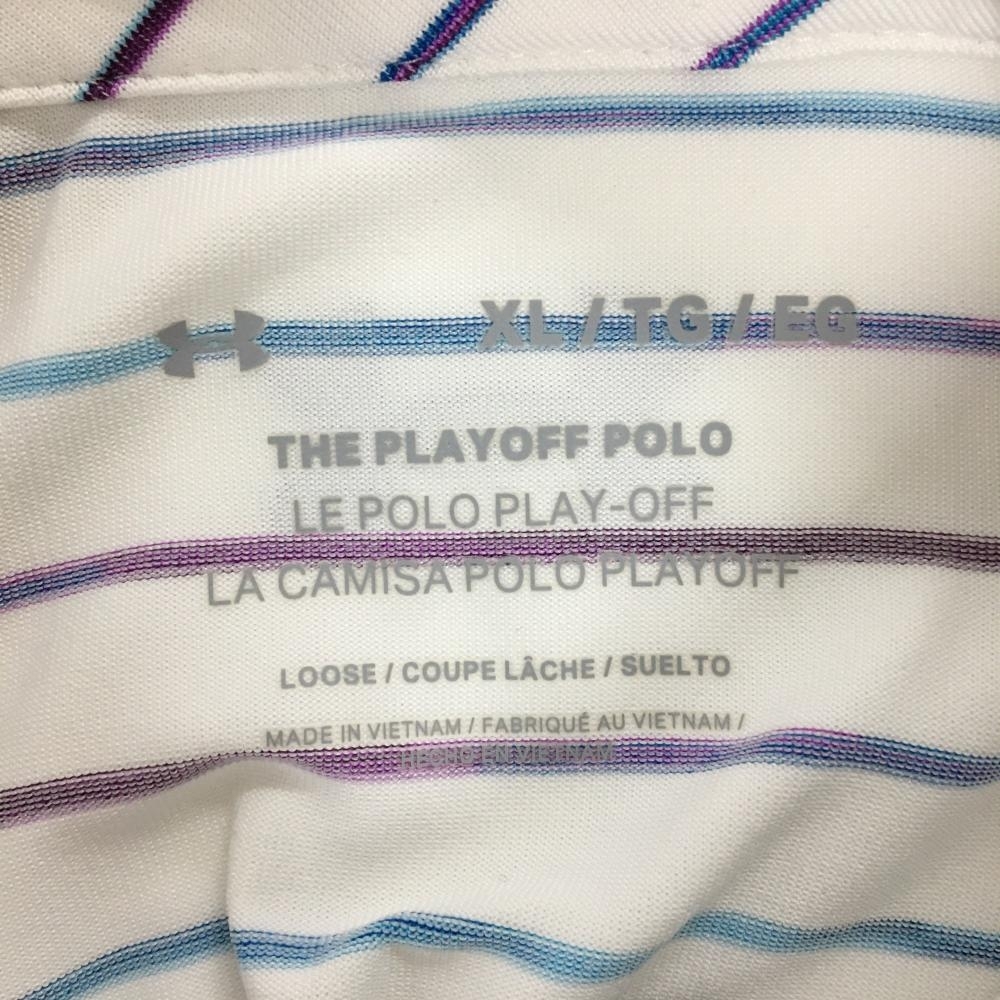 XL / TG / EG
THE PLAYOFF POLO
LE POLO PLAY-OFF
LA CAMISA POLO PLAYOFF
LOOSE / COUPE LÂCHE / SUELTO
MADE IN VIETNAM / FABRIQUÉ AU VIETNAM /
HECHO EN VIETNAM